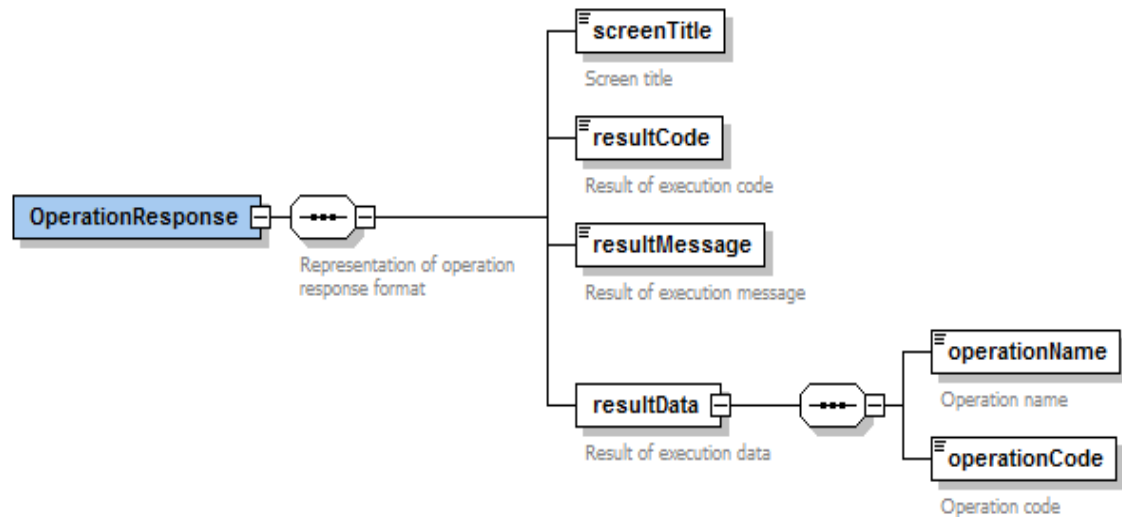 screenTitle
Screen title
resultCode
Result of execution code
OperationResponse
Representation of operation
response format
resultMessage
Result of execution message
resultData
Result of execution data
operationName
Operation name
operationCode
Operation code